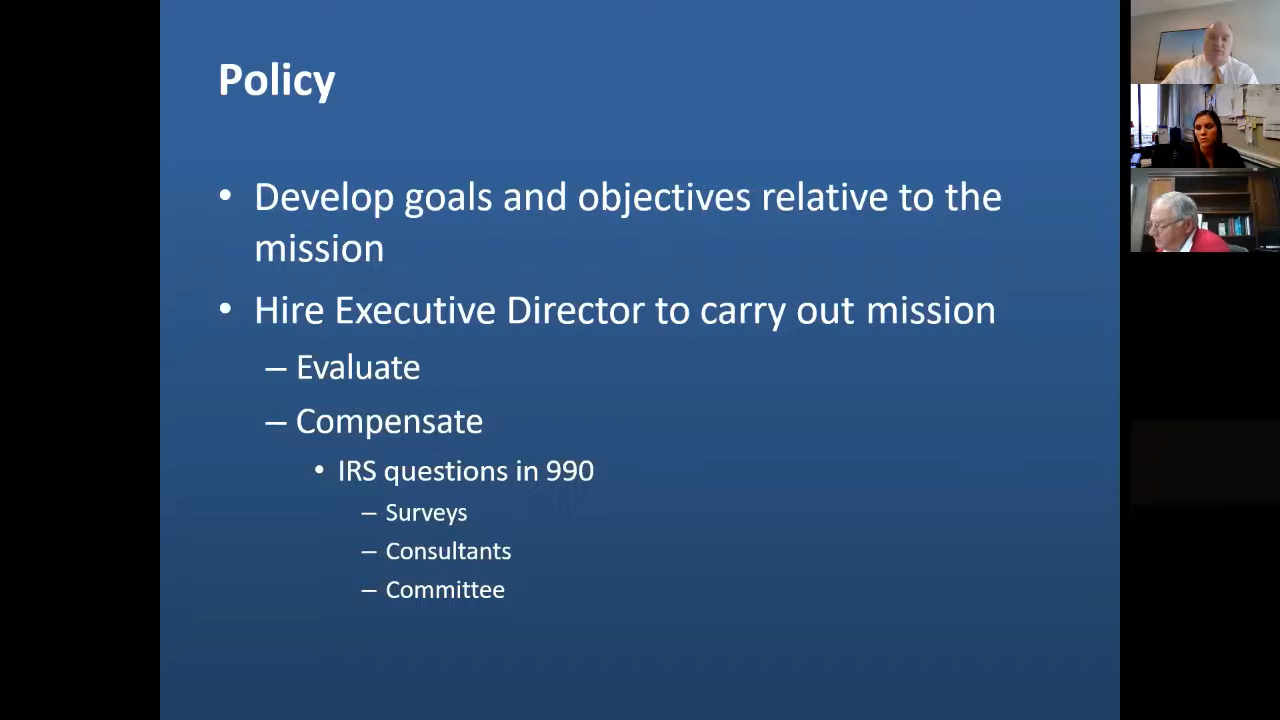 Policy
• Develop goals and objectives relative to the
mission
• Hire Executive Director to carry out mission
– Evaluate
– Compensate
• IRS questions in 990
– Surveys
– Consultants
– Committee